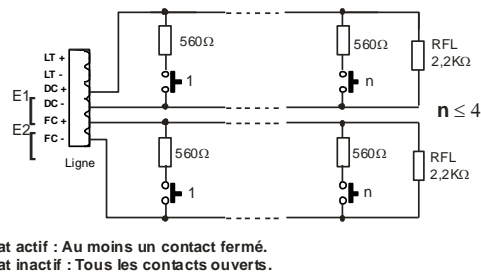 560Ω
560Ω
RFL
2,2KΩ
LT +
LT -
DC +
1
n
E1
DC -
n ≤ 4
FC +
E2
FC -
560Ω
560Ω
RFL
2,2KΩ
Ligne
1
n
at actif : Au moins un contact fermé.
at inactif : Tous les contacts ouverts.